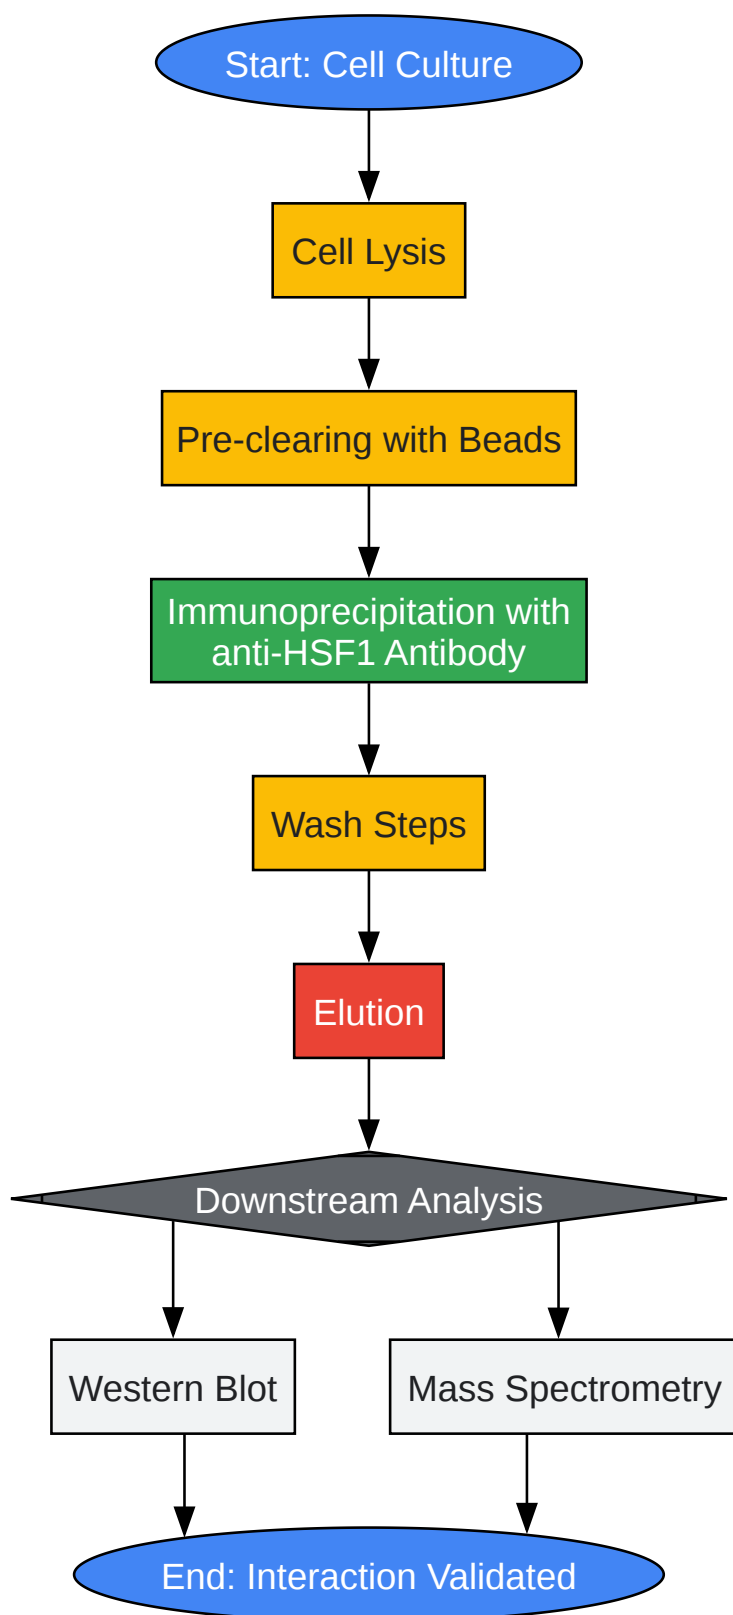 Start: Cell Culture
Cell Lysis
Pre-clearing with Beads
Immunoprecipitation with
anti-HSF1 Antibody
Wash Steps
Elution
Downstream Analysis
Western Blot
Mass Spectrometry
End: Interaction Validated